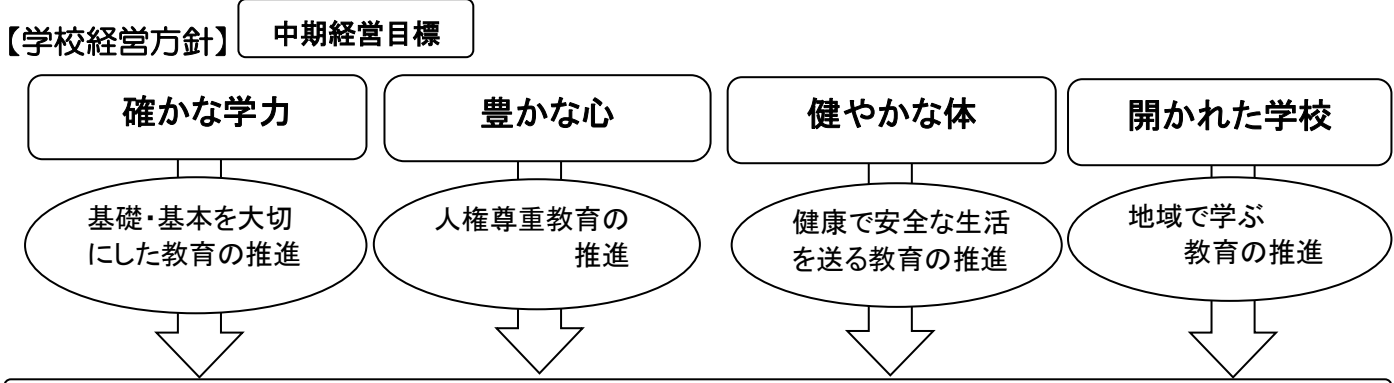 【学校経営方針】 中期経営目標
確かな学力
豊かな心
健やかな体
開かれた学校
基礎・基本を大切
にした教育の推進
人権尊重教育の
推進
健康で安全な生活
を送る教育の推進
地域で学ぶ
教育の推進